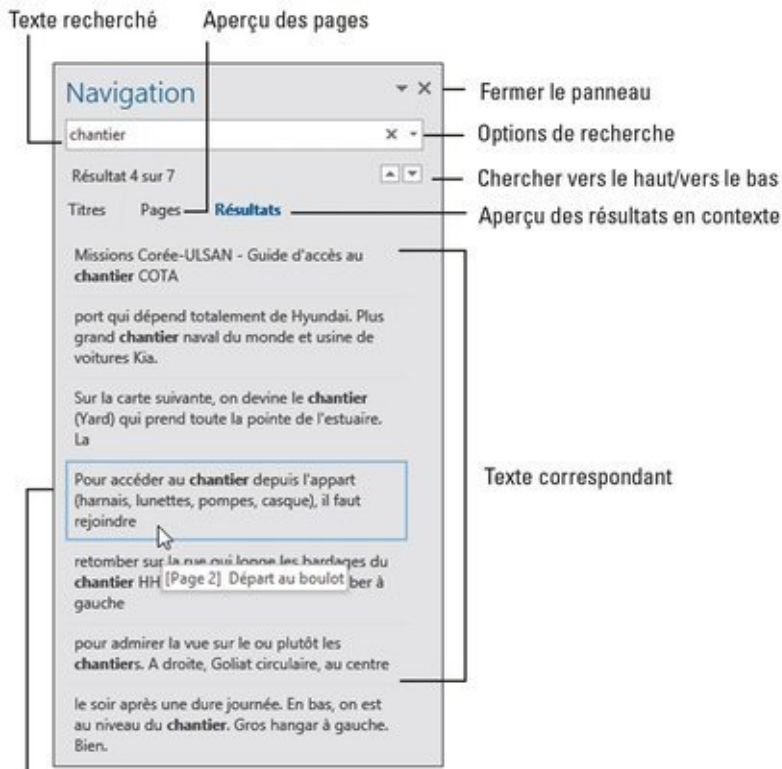 Texte recherché
Aperçu des pages
Navigation
Fermer le panneau
chantier
Options de recherche
Résultat 4 sur 7
Chercher vers le haut/vers le bas
Titres Pages Résultats
Aperçu des résultats en contexte
Missions Corée-ULSAN - Guide d'accès au
chantier COTA
port qui dépend totalement de Hyundai. Plus
grand chantier naval du monde et usine de
voitures Kia.
Sur la carte suivante, on devine le chantier
(Yard) qui prend toute la pointe de l'estuaire.
La
Pour accéder au chantier depuis l'appart
(harnais, lunettes, pompes, casque), il faut
rejoindre
Texte correspondant
retomber sur la rue qui longe les bardages du
chantier HH
[Page 2] Départ au boulot
ber à
gauche
pour admirer la vue sur le ou plutôt les
chantiers. A droite, Goliat circulaire, au centre
le soir après une dure journée. En bas, on est
au niveau du chantier. Gros hangar à gauche.
Bien.